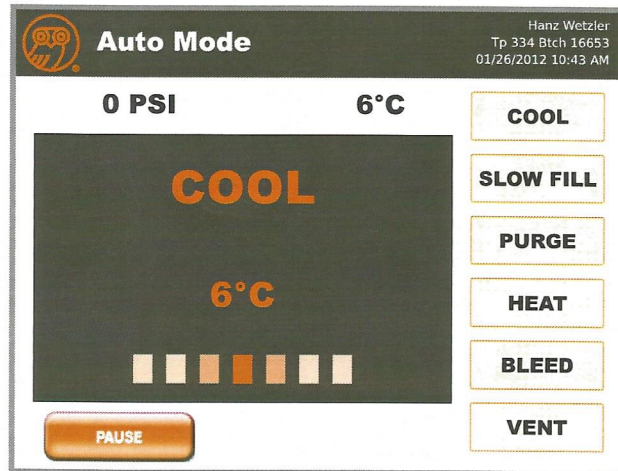 Auto Mode
Hanz Wetzler
Tp 334 Btch 16653
01/26/2012 10:43 AM
0 PSI
6°C
COOL
6°C
PAUSE
COOL
SLOW FILL
PURGE
HEAT
BLEED
VENT